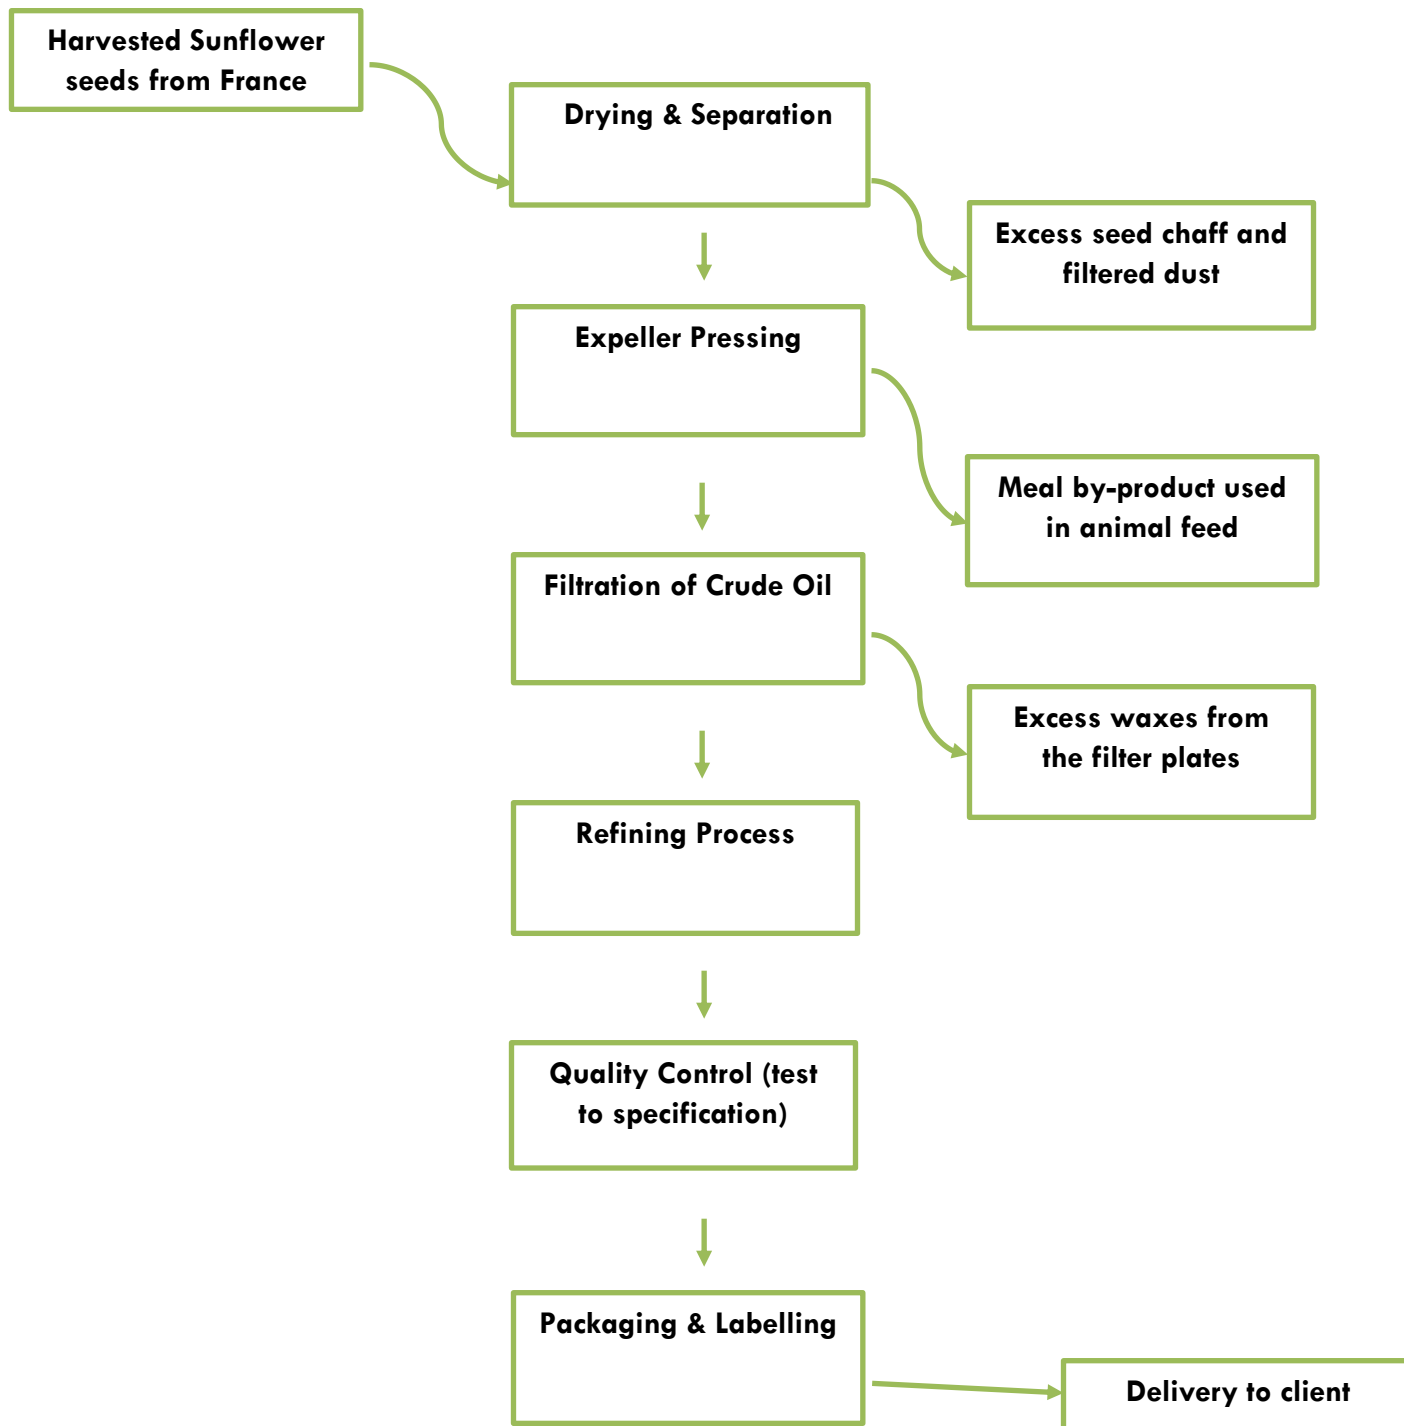 Harvested Sunflower
seeds from France
Drying & Separation
Excess seed chaff and
filtered dust
Expeller Pressing
Meal by-product used
in animal feed
Filtration of Crude Oil
Excess waxes from
the filter plates
Refining Process
Quality Control (test
to specification)
Packaging & Labelling
Delivery to client